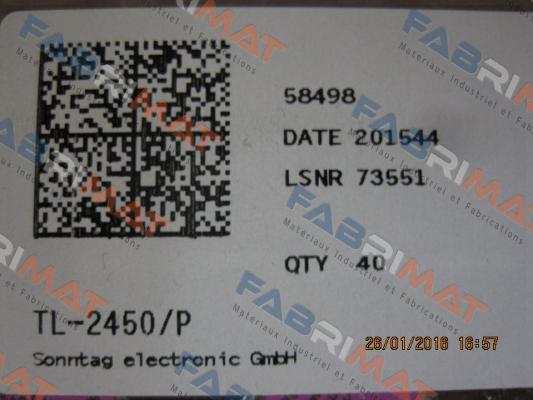 58498
DATE 201544
LSNR 73551
QTY 40
TL-2450/P
Sonntag electronic GmbH
26/01/2016 16:57
FABRIMAT
Materiaux Industriel et Fabrications